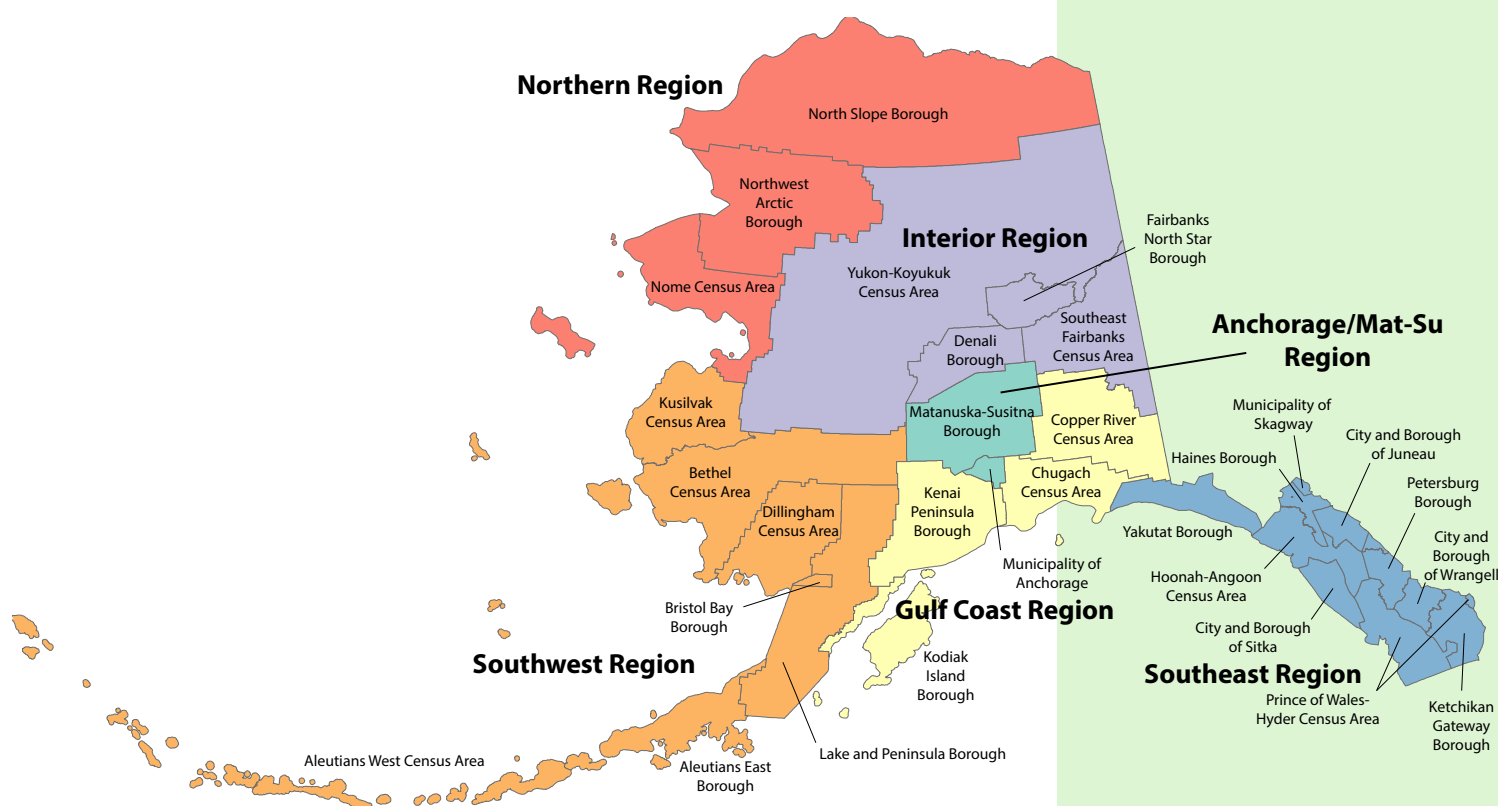 Northern Region
North Slope Borough
Northwest
Arctic
Borough
Nome Census Area
Interior Region
Yukon-Koyukuk
Census Area
Fairbanks
North Star
Borough
Southeast
Fairbanks
Census Area
Denali
Borough
Anchorage/Mat-Su
Region
Matanuska-Susitna
Borough
Municipality of
Anchorage
Kusilvak
Census Area
Bethel
Census Area
Dillingham
Census Area
Bristol Bay
Borough
Southwest Region
Lake and Peninsula Borough
Aleutians East
Borough
Aleutians West Census Area
Copper River
Census Area
Chugach
Census Area
Kenai
Peninsula
Borough
Gulf Coast Region
Kodiak
Island
Borough
Yakutat Borough
Haines Borough
Municipality of
Skagway
City and Borough
of Juneau
Petersburg
Borough
City and
Borough
of Wrangell
Hoonah-Angoon
Census Area
City and Borough
of Sitka
Southeast Region
Prince of Wales-
Hyder Census Area
Ketchikan
Gateway
Borough